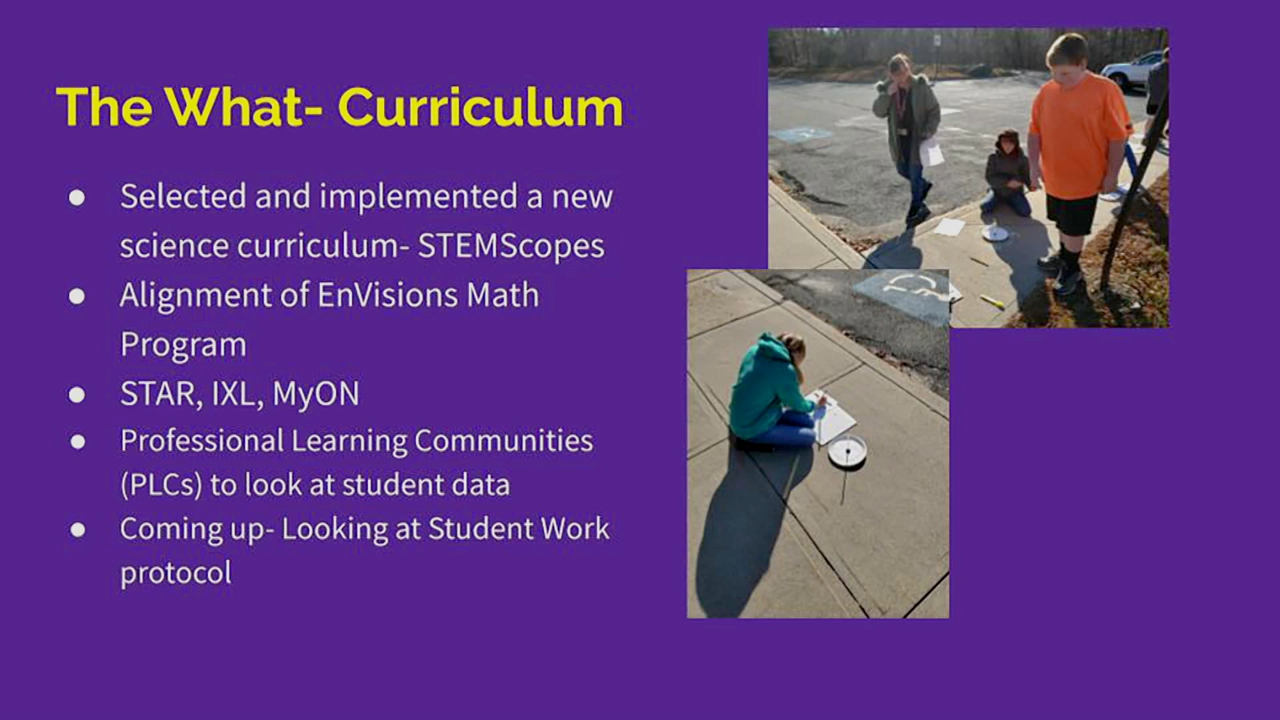 The What- Curriculum
● Selected and implemented a new
science curriculum- STEMScopes
● Alignment of EnVisions Math
Program
● STAR, IXL, MyON
● Professional Learning Communities
(PLCs) to look at student data
● Coming up- Looking at Student Work
protocol